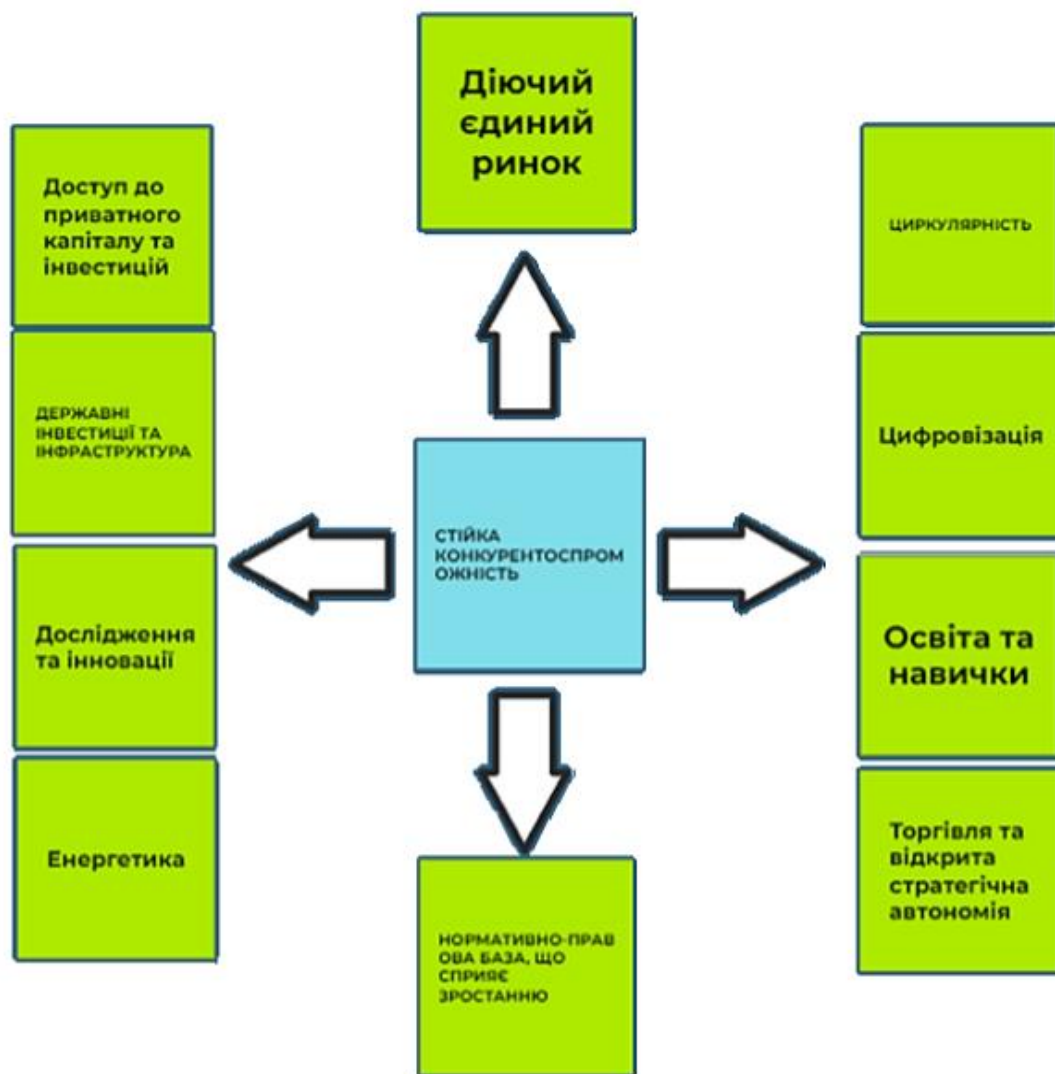 Діючий
єдиний
ринок
Доступ до
приватного
капіталу та
інвестицій
ДЕРЖАВНІ
ІНВЕСТИЦІЇ ТА
ІНФРАСТРУКТУРА
Дослідження
та інновації
Енергетика
СТІЙКА
КОНКУРЕНТОСПРОМ
ОЖНІСТЬ
НОРМАТИВНО-ПРАВ
ОВА БАЗА, ЩО
СПРИЯЄ
ЗРОСТАННЮ
ЦИРКУЛЯРНІСТЬ
Цифровізація
Освіта та
навички
Торгівля та
відкрита
стратегічна
автономія